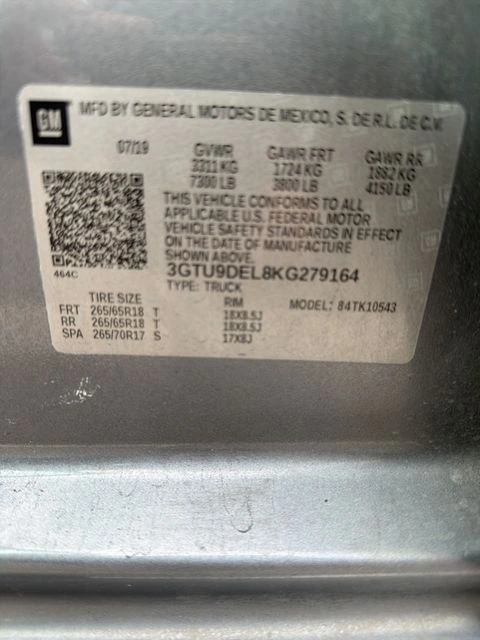 GM
MFD BY GENERAL MOTORS DE MEXICO, S. DE R.L. DE C.V.
07/19 GVWR GAWR FRT GAWR RR
3311 KG 1724 KG 1882 KG
7300 LB 3800 LB 4150 LB
THIS VEHICLE CONFORMS TO ALL
APPLICABLE U.S. FEDERAL MOTOR
VEHICLE SAFETY STANDARDS IN EFFECT
ON THE DATE OF MANUFACTURE
SHOWN ABOVE.
464C 3GTU9DEL8KG279164
TYPE: TRUCK
TIRE SIZE RIM MODEL: 84TK10543
FRT 265/65R18 T 18X8.5J
RR 265/65R18 T 18X8.5J
SPA 265/70R17 S 17X8J